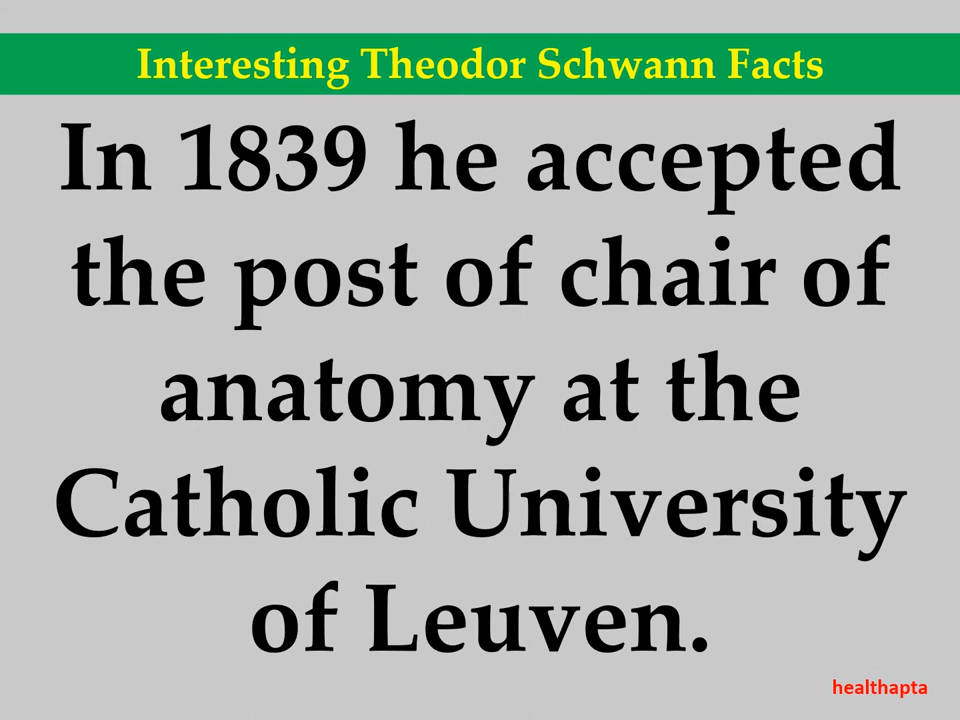 Interesting Theodor Schwann Facts
In 1839 he accepted
the post of chair of
anatomy at the
Catholic University
of Leuven.
healthapta